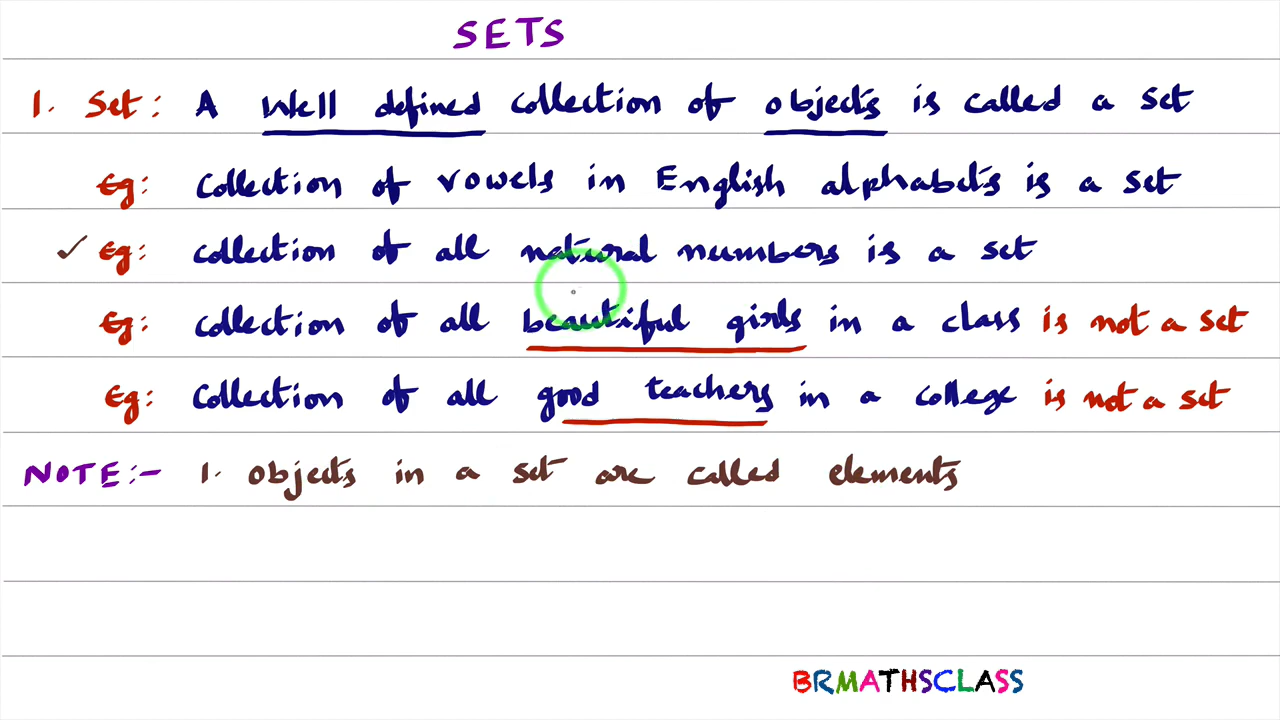 SETS
1. Set: A Well defined collection of objects is called a set
Eg: Collection of vowels in English alphabets is a set
✓ Eg: Collection of all natural numbers is a set
Eg: Collection of all beautiful girls in a class is not a set
Eg: Collection of all good teachers in a college is not a set
NOTE:- 1. Objects in a set are called elements
BRMATHSCLASS